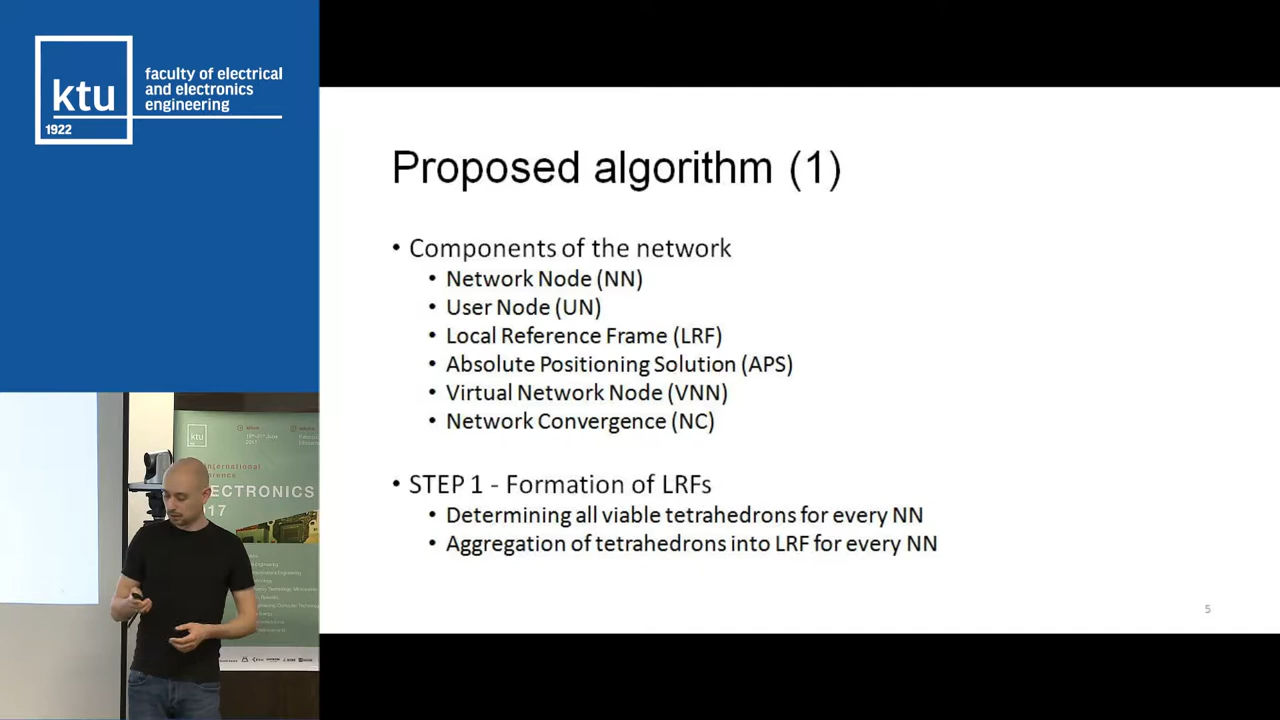 ktu
1922
faculty of electrical
and electronics
engineering
Proposed algorithm (1)
• Components of the network
• Network Node (NN)
• User Node (UN)
• Local Reference Frame (LRF)
• Absolute Positioning Solution (APS)
• Virtual Network Node (VNN)
• Network Convergence (NC)
• STEP 1 - Formation of LRFs
• Determining all viable tetrahedrons for every NN
• Aggregation of tetrahedrons into LRF for every NN
5
ktu
ECTRONICS